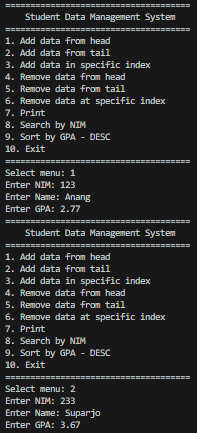 =====================================
Student Data Management System
=====================================
1. Add data from head
2. Add data from tail
3. Add data in specific index
4. Remove data from head
5. Remove data from tail
6. Remove data at specific index
7. Print
8. Search by NIM
9. Sort by GPA - DESC
10. Exit
=====================================
Select menu: 1
Enter NIM: 123
Enter Name: Anang
Enter GPA: 2.77
=====================================
Student Data Management System
=====================================
1. Add data from head
2. Add data from tail
3. Add data in specific index
4. Remove data from head
5. Remove data from tail
6. Remove data at specific index
7. Print
8. Search by NIM
9. Sort by GPA - DESC
10. Exit
=====================================
Select menu: 2
Enter NIM: 233
Enter Name: Suparjo
Enter GPA: 3.67